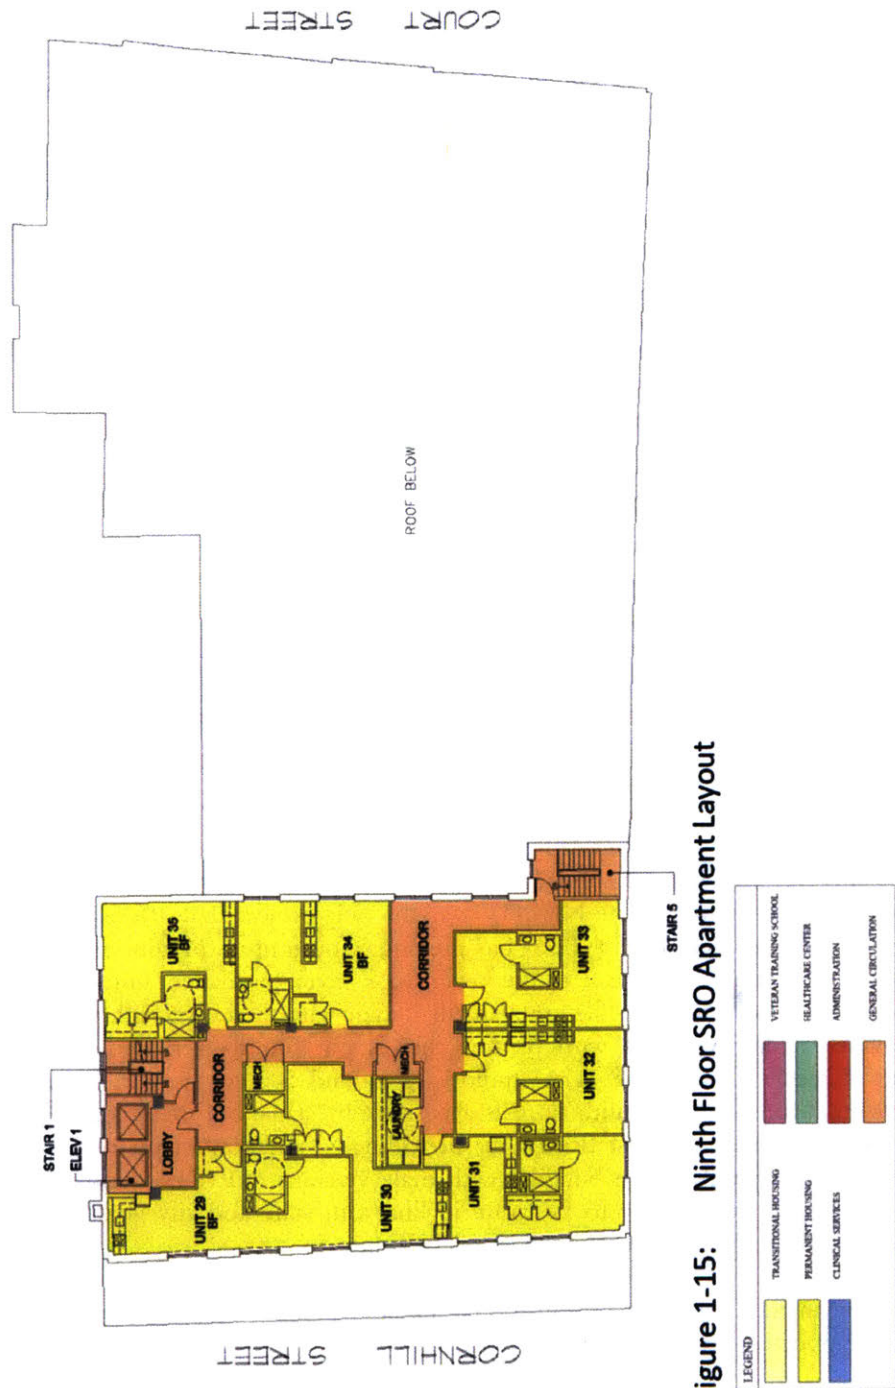 COURT STREET
ROOF BELOW
STAIR 1
ELEV 1
UNIT 35
BF
UNIT 34
BF
LOBBY
CORRIDOR
MECH
CORRIDOR
UNIT 29
BF
MECH
LAUNDRY
UNIT 30
UNIT 31
UNIT 32
UNIT 33
STAIR 5
CORNHILL STREET
igure 1-15: Ninth Floor SRO Apartment Layout
LEGEND
TRANSITIONAL HOUSING
PERMANENT HOUSING
CLINICAL SERVICES
VETERAN TRAINING SCHOOL
HEALTHCARE CENTER
ADMINISTRATION
GENERAL CIRCULATION